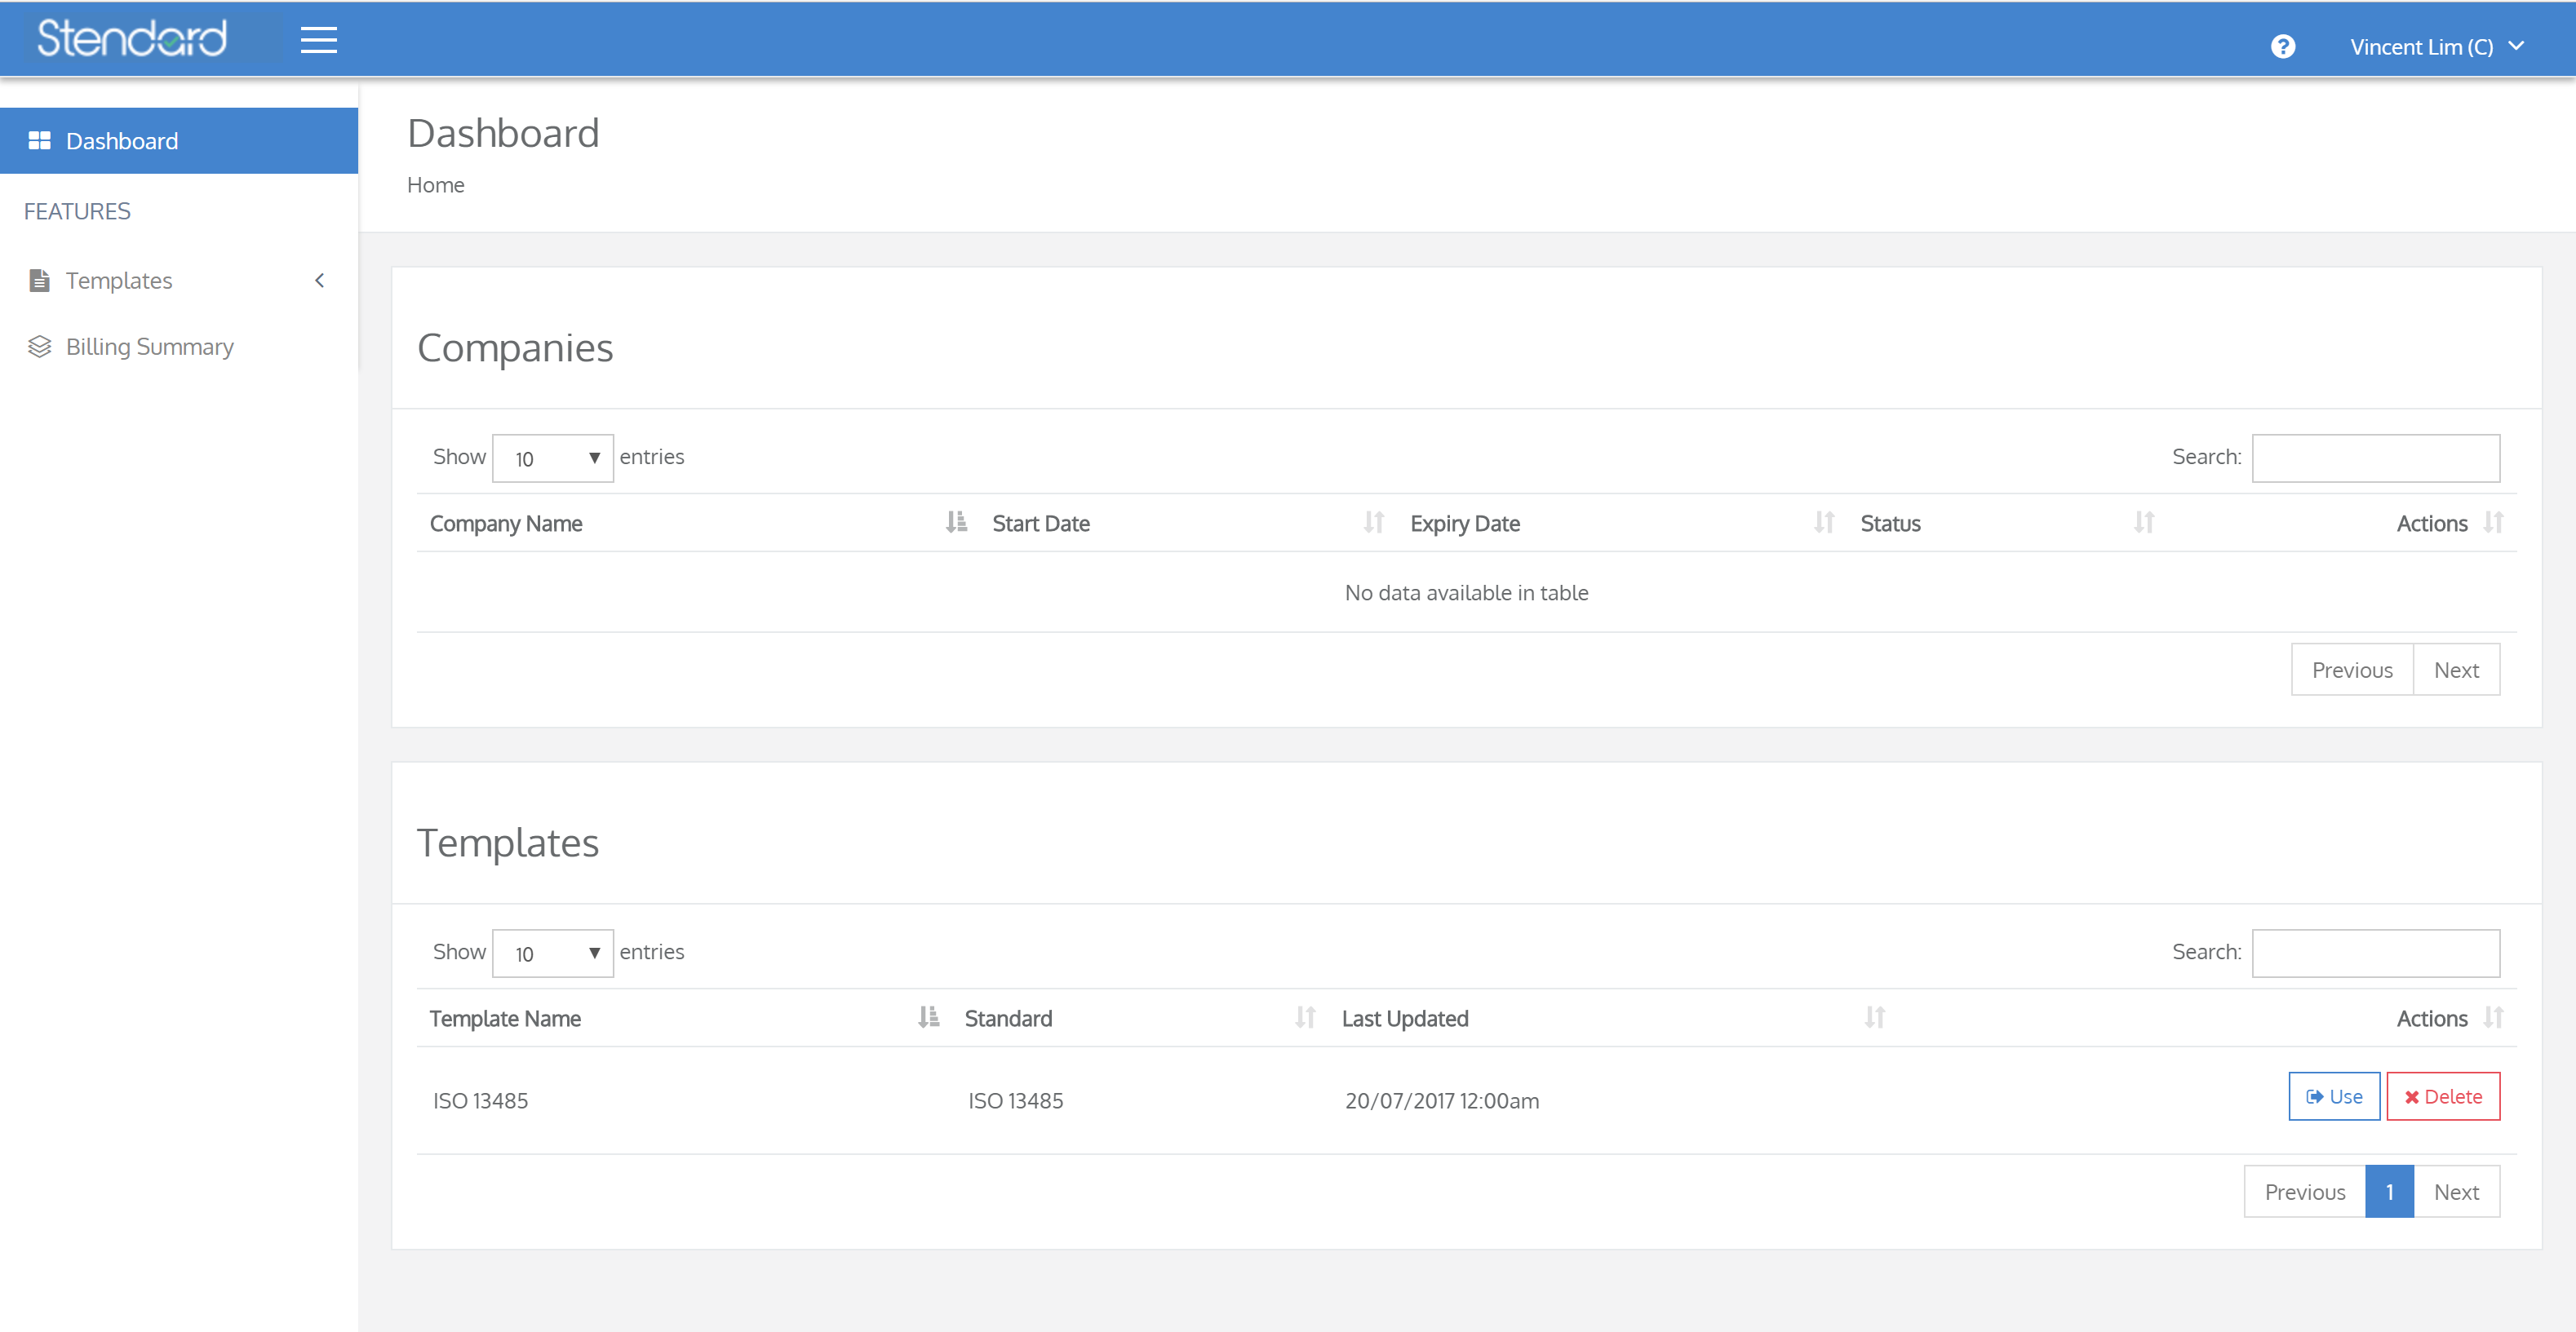 Stendard
Vincent Lim (C)
Dashboard
FEATURES
Templates
Billing Summary
Dashboard
Home
Companies
Show 10 entries Search:
Company Name Start Date Expiry Date Status Actions
No data available in table
Previous Next
Templates
Show 10 entries Search:
Template Name Standard Last Updated Actions
ISO 13485 ISO 13485 20/07/2017 12:00am Use Delete
Previous 1 Next